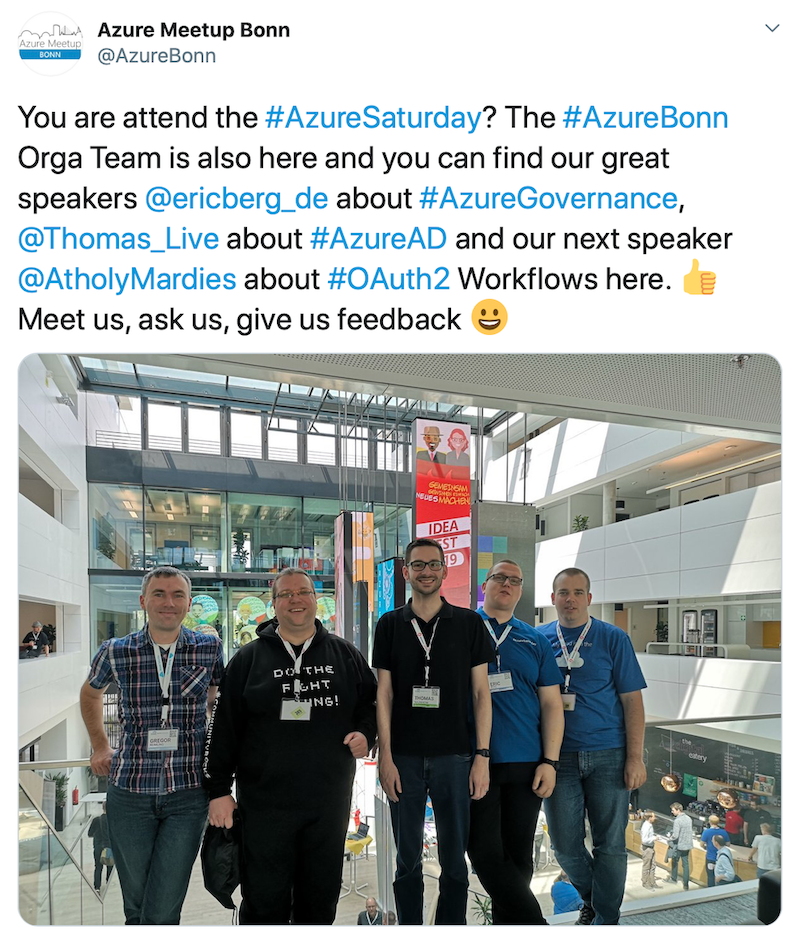 Azure Meetup Bonn
@AzureBonn
Azure Meetup
BONN
You are attend the #AzureSaturday? The #AzureBonn
Orga Team is also here and you can find our great
speakers @ericberg_de about #AzureGovernance,
@Thomas_Live about #AzureAD and our next speaker
@AtholyMardies about #OAuth2 Workflows here. 👍
Meet us, ask us, give us feedback 😀
GEMEINSAM
NEUES MACHEN
IDEA
DO THE
GREGOR
THOMAS
ERIC
the
eatery